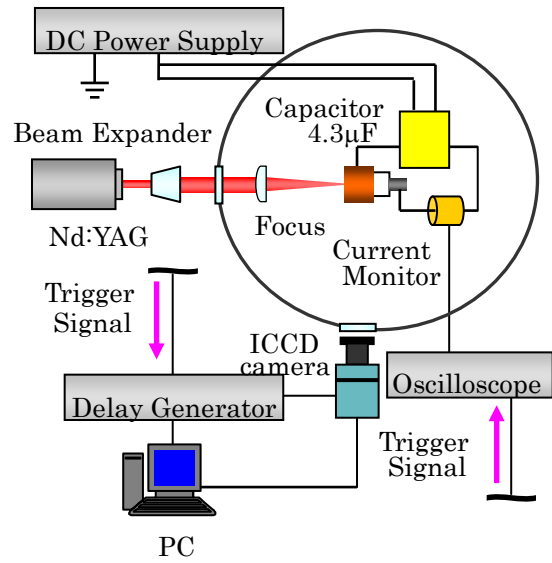 DC Power Supply
Capacitor
4.3μF
Beam Expander
Nd:YAG
Focus
Current
Monitor
Trigger
Signal
ICCD
camera
Oscilloscope
Delay Generator
Trigger
Signal
PC